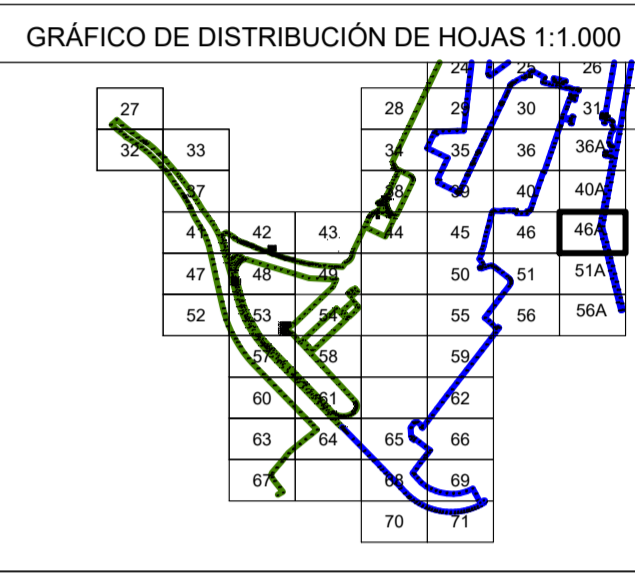 GRÁFICO DE DISTRIBUCIÓN DE HOJAS 1:1.000
24 25 26
27 28 29 30 31
32 33 34 35 36 36A
37 38 39 40 40A
41 42 43 44 45 46 46A
47 48 49 50 51 51A
52 53 54 55 56 56A
57 58 59
60 61 62
63 64 65 66
67 68 69
70 71